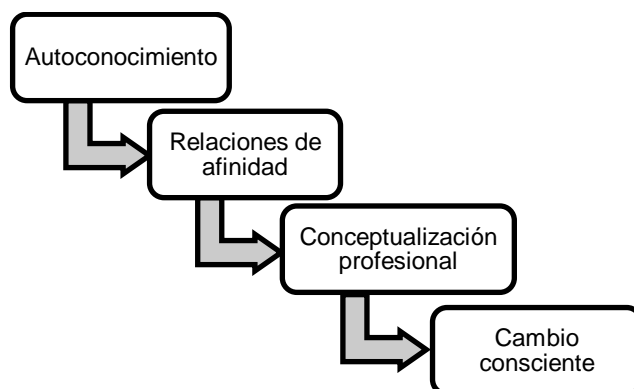 Autoconocimiento
Relaciones de
afinidad
Conceptualización
profesional
Cambio
consciente